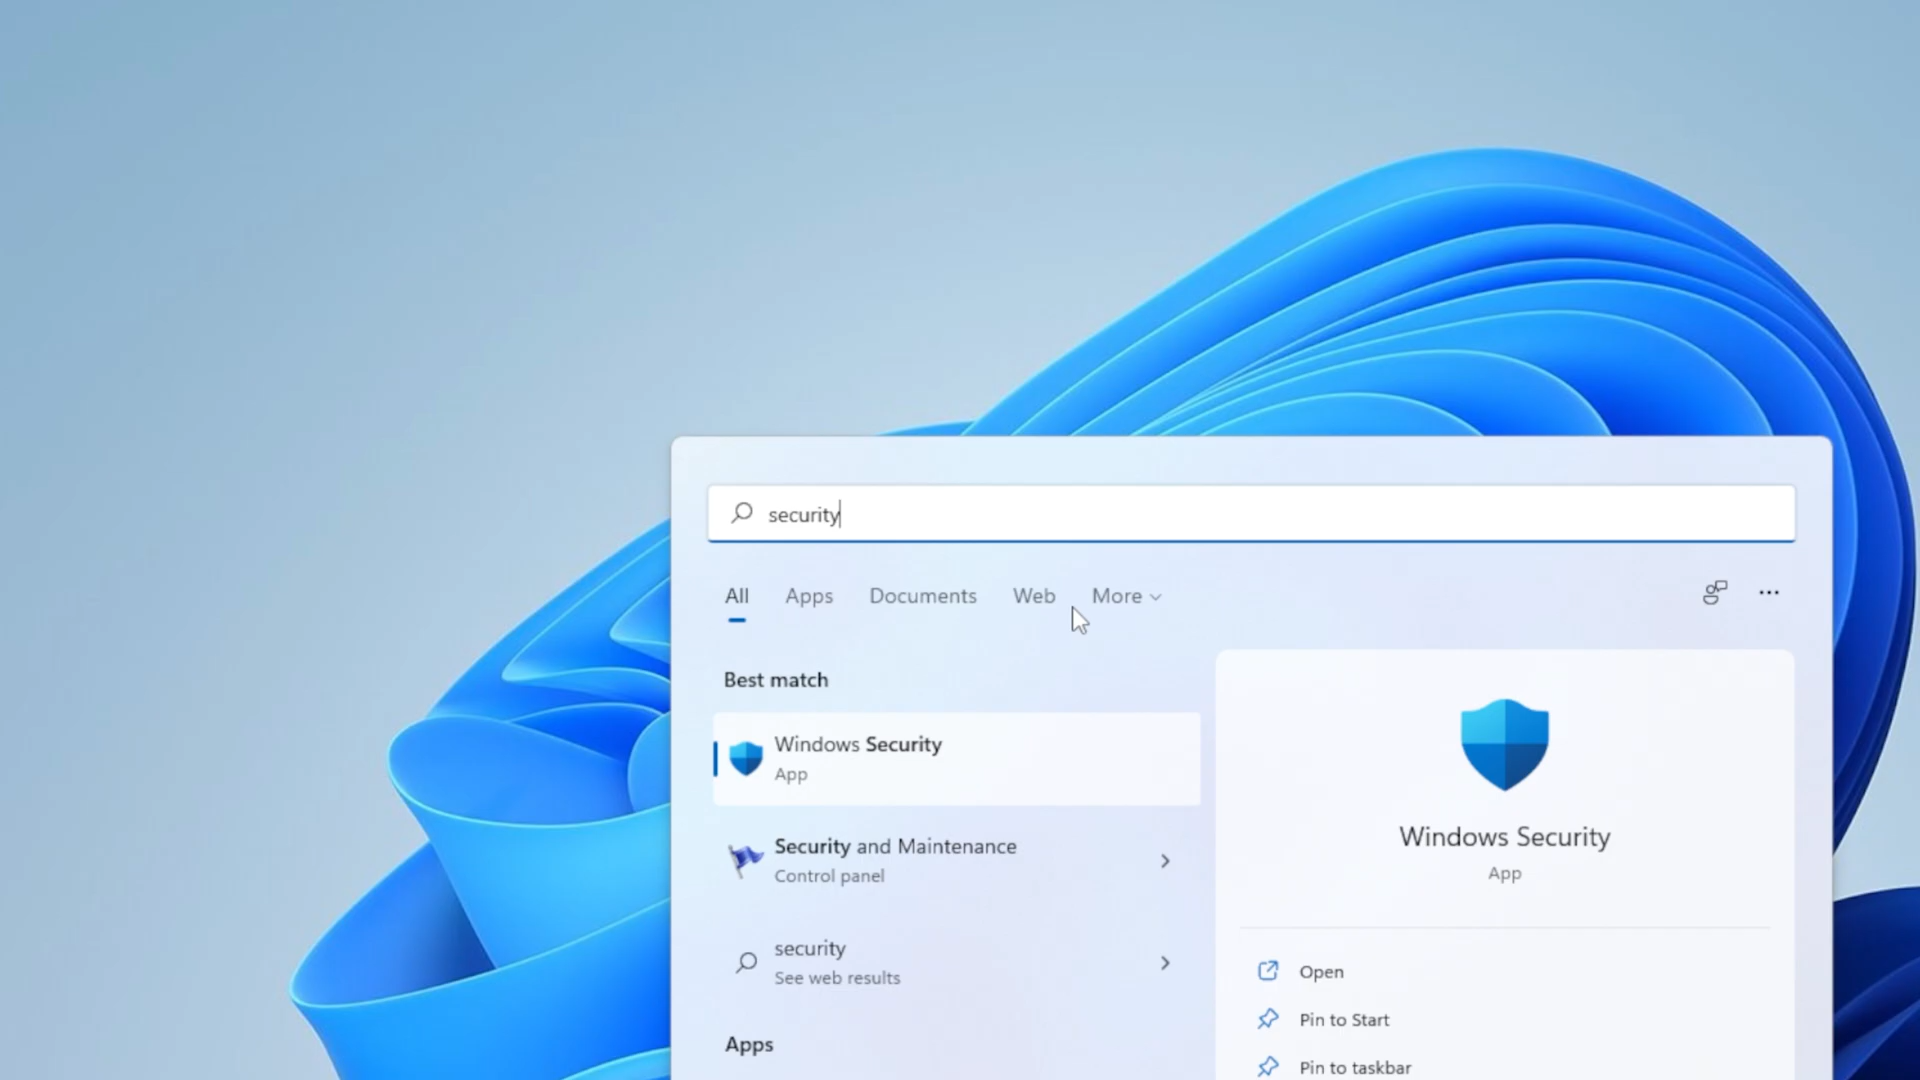 security
All Apps Documents Web More
Best match
Windows Security
App
Security and Maintenance
Control panel
security
See web results
Apps
Windows Security
App
Open
Pin to Start
Pin to taskbar